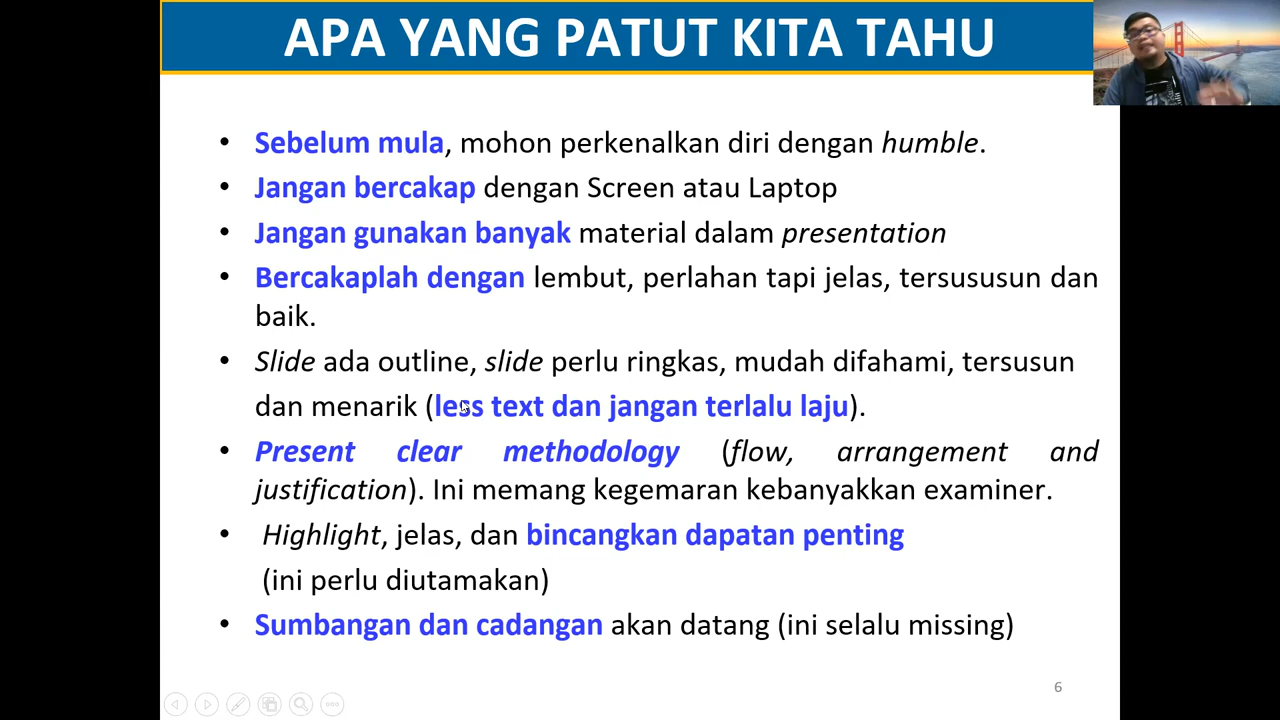 APA YANG PATUT KITA TAHU
• Sebelum mula, mohon perkenalkan diri dengan humble.
• Jangan bercakap dengan Screen atau Laptop
• Jangan gunakan banyak material dalam presentation
• Bercakaplah dengan lembut, perlahan tapi jelas, tersususun dan
baik.
• Slide ada outline, slide perlu ringkas, mudah difahami, tersusun
dan menarik (less text dan jangan terlalu laju).
• Present clear methodology (flow, arrangement and
justification). Ini memang kegemaran kebanyakkan examiner.
• Highlight, jelas, dan bincangkan dapatan penting
(ini perlu diutamakan)
• Sumbangan dan cadangan akan datang (ini selalu missing)
6